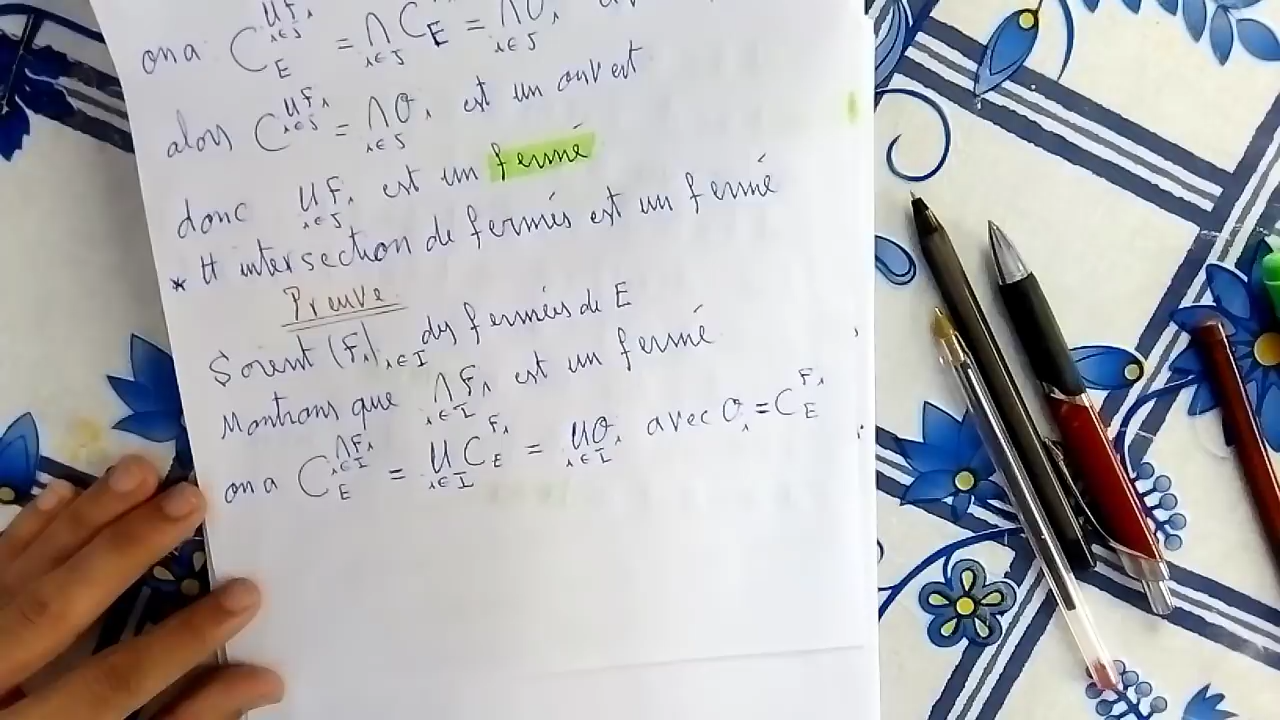 on a C_E^{∪_{λ∈J} F_λ} = ∩_{λ∈J} C_E = ∩_{λ∈J} O_λ
alors C^{∪_{λ∈J} F_λ} = ∩_{λ∈J} O_λ est un ouvert
donc ∪_{λ∈J} F_λ est un fermé
* ∀ intersection de fermés est un fermé
Preuve
Soient (F_λ)_{λ∈I} des fermés de E
Montrons que ∩_{λ∈I} F_λ est un fermé
on a C_E^{∩_{λ∈I} F_λ} = ∪_{λ∈I} C_E^{F_λ} = ∪_{λ∈I} O_λ avec O_λ = C_E^{F_λ}